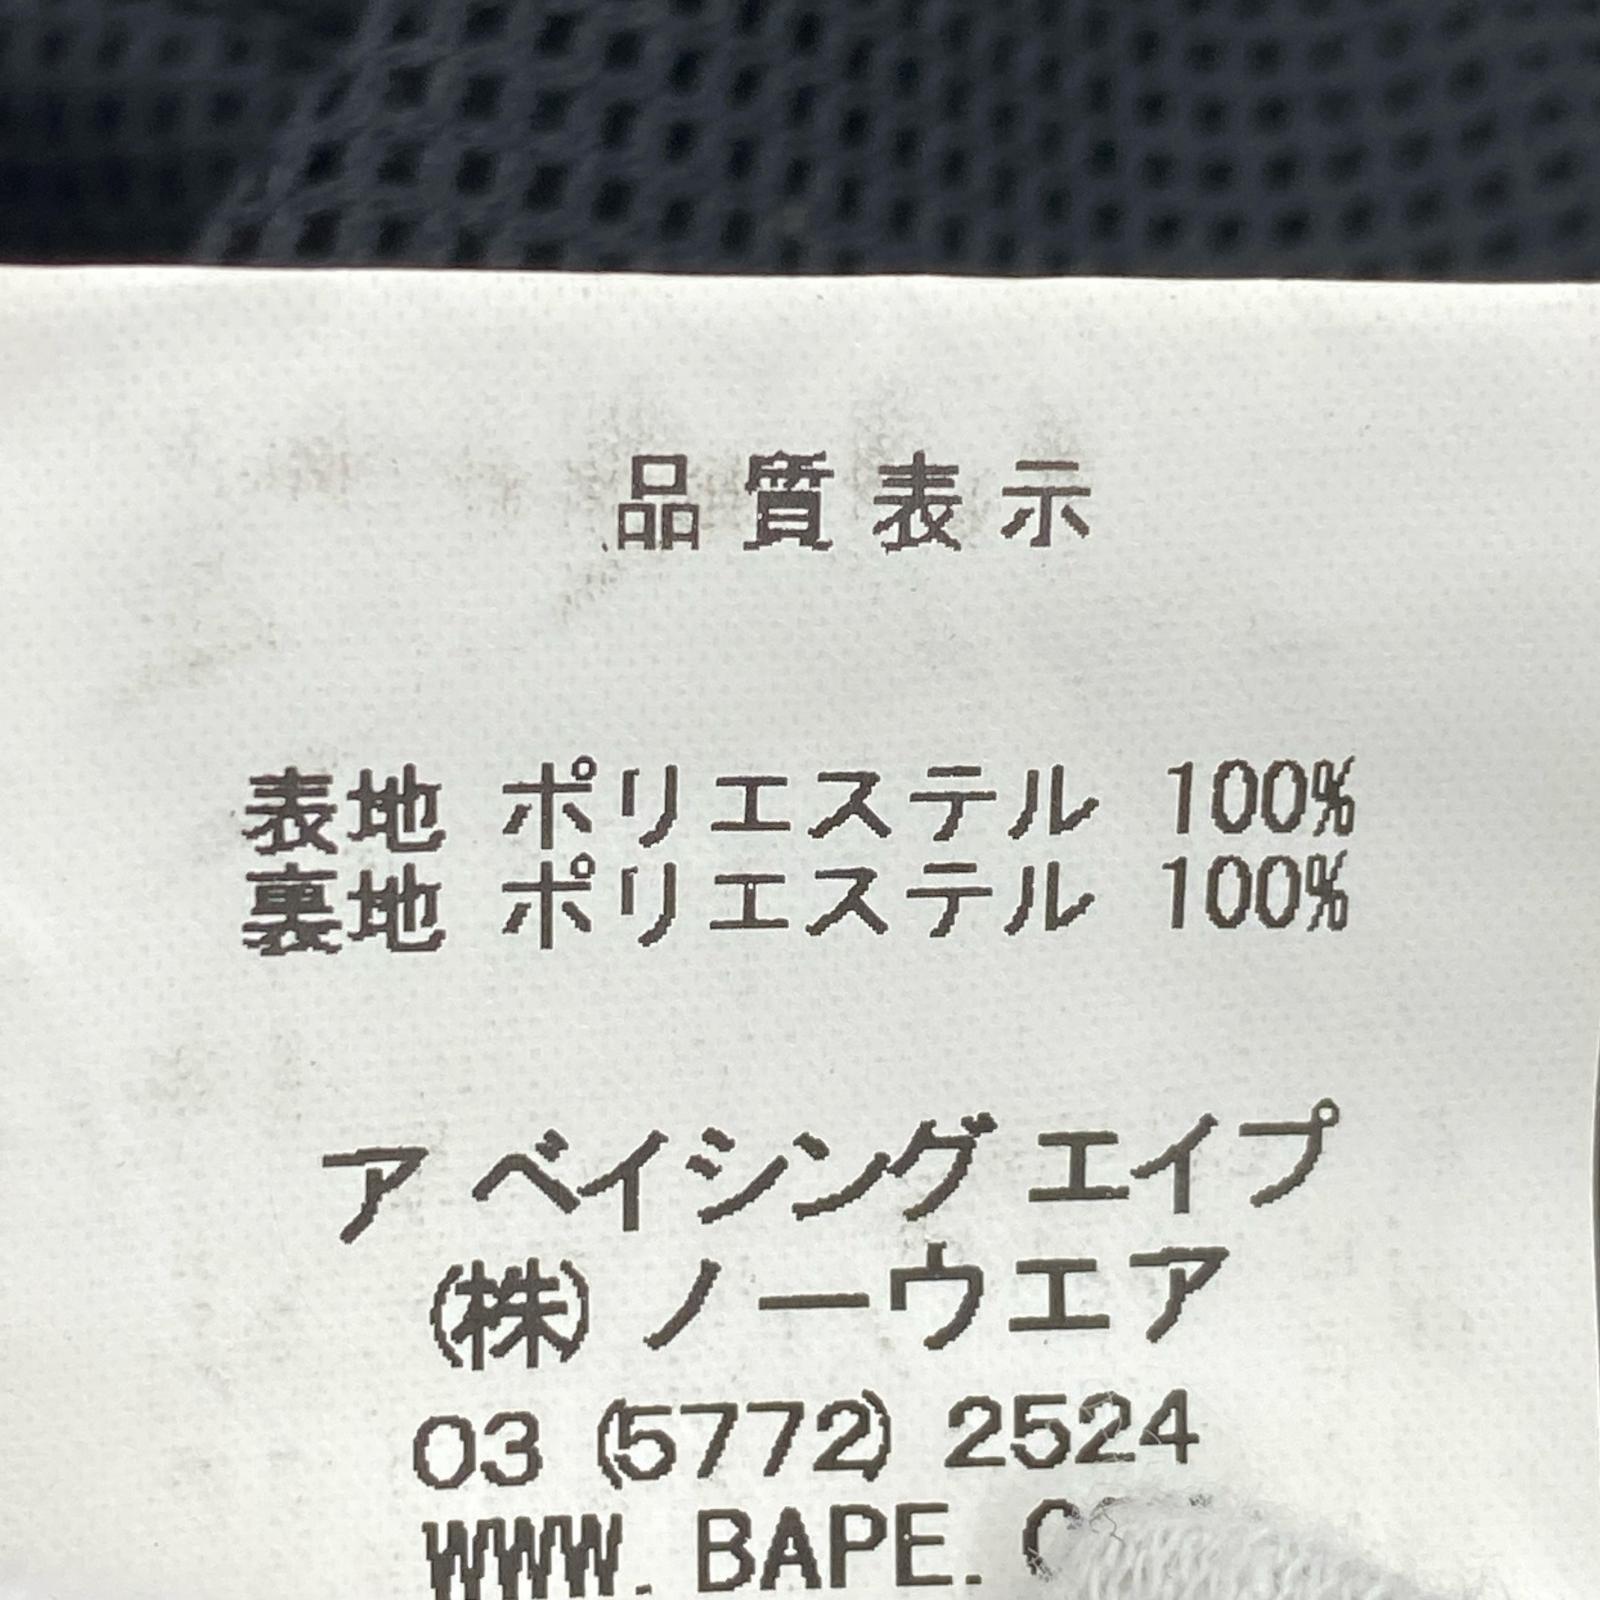 品質表示
表地 ポリエステル 100%
裏地 ポリエステル 100%
ア ベイシング エイプ
(株) ノーウエア
03 (5772) 2524
WWW. BAPE.